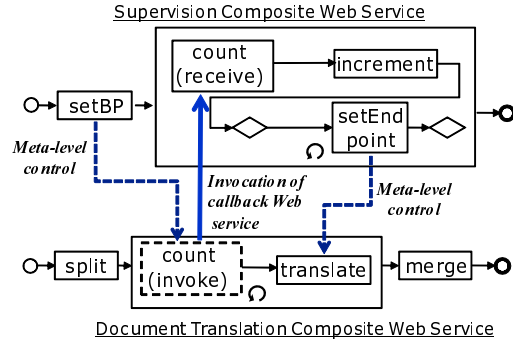 Supervision Composite Web Service
count
(receive)
increment
setBP
setEnd
point
Meta-level
control
Invocation of
callback Web
service
Meta-level
control
split
count
(invoke)
translate
merge
Document Translation Composite Web Service